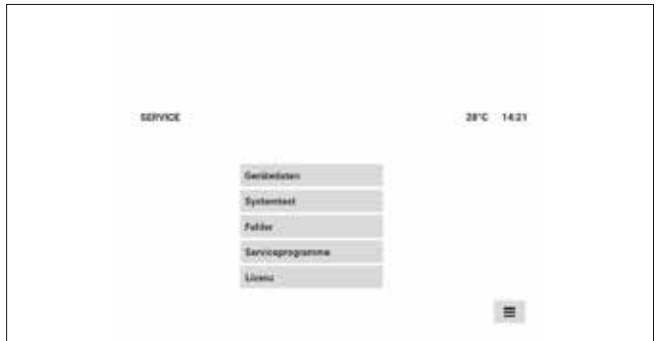 SERVICE
28°C 14:21
Gerätedaten
Systemtest
Fehler
Serviceprogramme
Lizenz